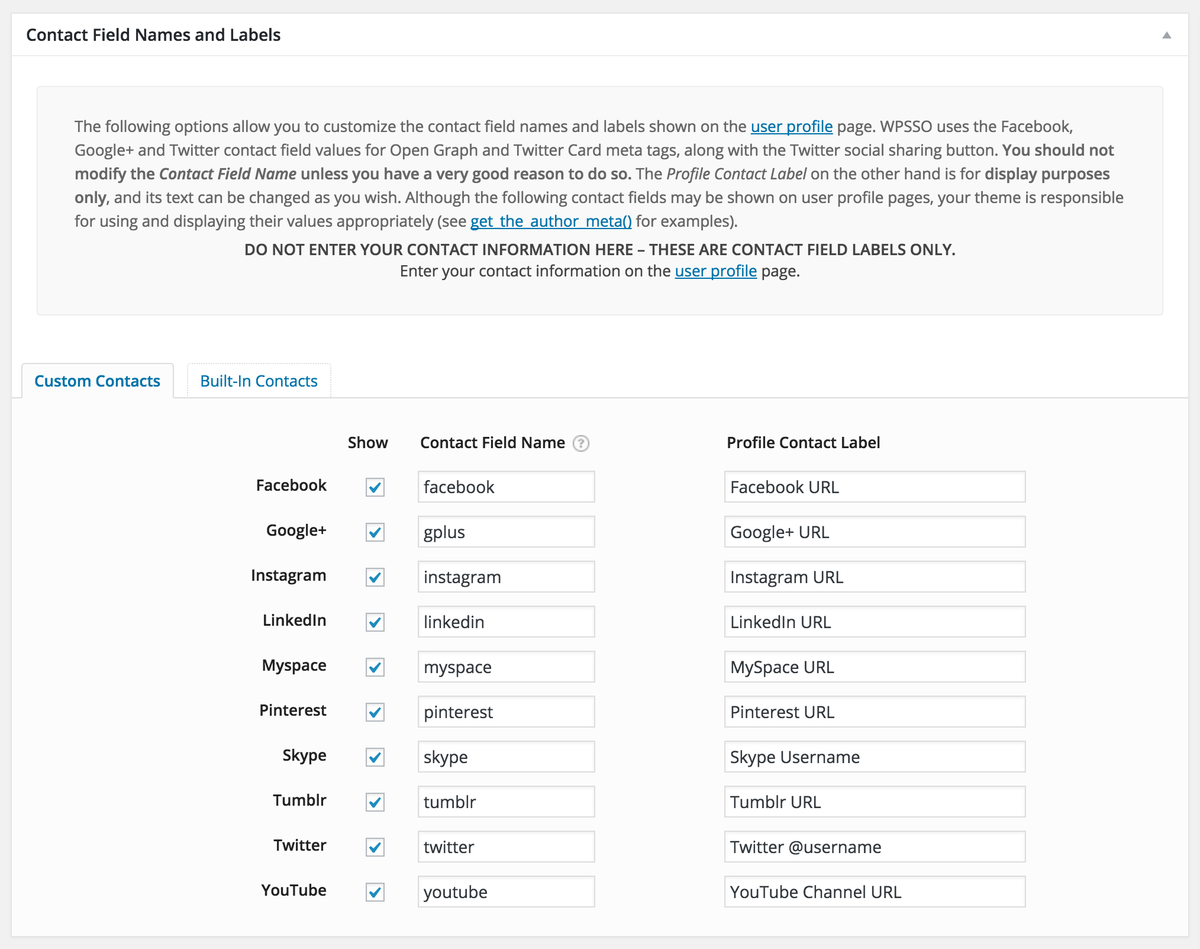 Contact Field Names and Labels
The following options allow you to customize the contact field names and labels shown on the user profile page. WPSSO uses the Facebook,
Google+ and Twitter contact field values for Open Graph and Twitter Card meta tags, along with the Twitter social sharing button. You should not
modify the Contact Field Name unless you have a very good reason to do so. The Profile Contact Label on the other hand is for display purposes
only, and its text can be changed as you wish. Although the following contact fields may be shown on user profile pages, your theme is responsible
for using and displaying their values appropriately (see get_the_author_meta() for examples).
DO NOT ENTER YOUR CONTACT INFORMATION HERE – THESE ARE CONTACT FIELD LABELS ONLY.
Enter your contact information on the user profile page.
Custom Contacts Built-In Contacts
Show Contact Field Name ? Profile Contact Label
Facebook facebook Facebook URL
Google+ gplus Google+ URL
Instagram instagram Instagram URL
LinkedIn linkedin LinkedIn URL
Myspace myspace MySpace URL
Pinterest pinterest Pinterest URL
Skype skype Skype Username
Tumblr tumblr Tumblr URL
Twitter twitter Twitter @username
YouTube youtube YouTube Channel URL